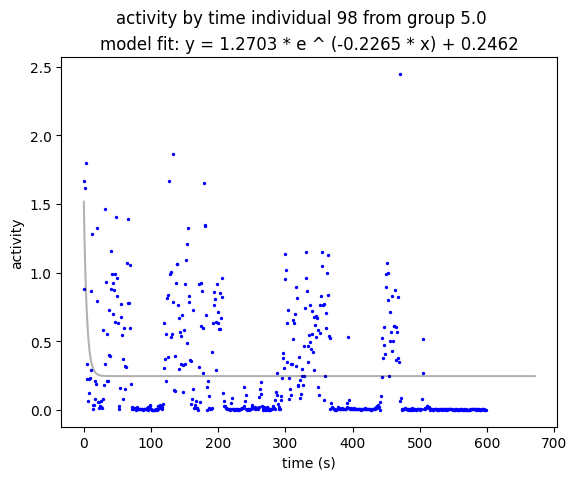 activity by time individual 98 from group 5.0
model fit: y = 1.2703 * e ^ (-0.2265 * x) + 0.2462
2.5
2.0
1.5
1.0
0.5
0.0
activity
0 100 200 300 400 500 600 700
time (s)